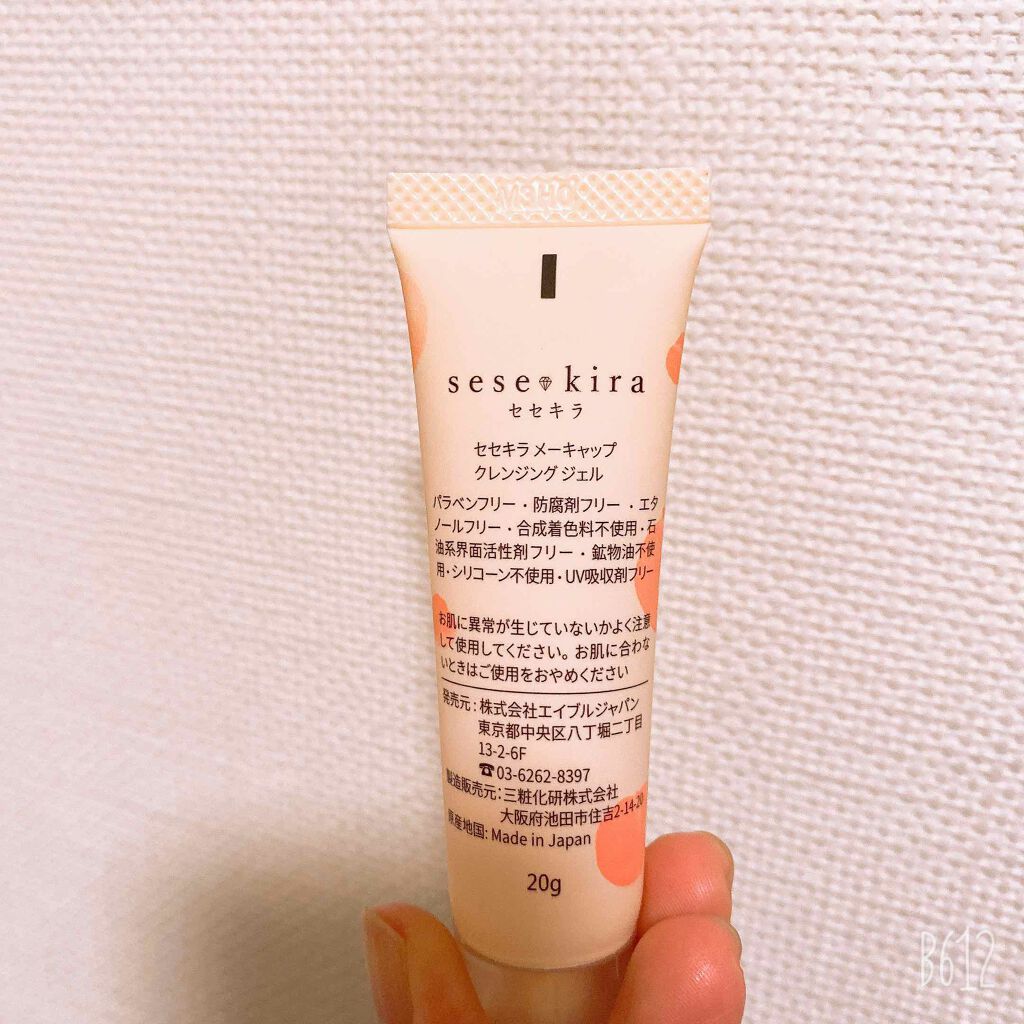 sese kira
セセキラ
セセキラ メーキャップ
クレンジング ジェル
パラベンフリー・防腐剤フリー・エタ
ノールフリー・合成着色料不使用・石
油系界面活性剤フリー・鉱物油不使
用・シリコーン不使用・UV吸収剤フリー
お肌に異常が生じていないかよく注意
して使用してください。お肌に合わな
いときはご使用をおやめください
発売元：株式会社エイブルジャパン
東京都中央区八丁堀二丁目
13-2-6F
☎03-6262-8397
製造販売元：三粧化研株式会社
大阪府池田市住吉2-14-20
原産地国: Made in Japan
20g
B612